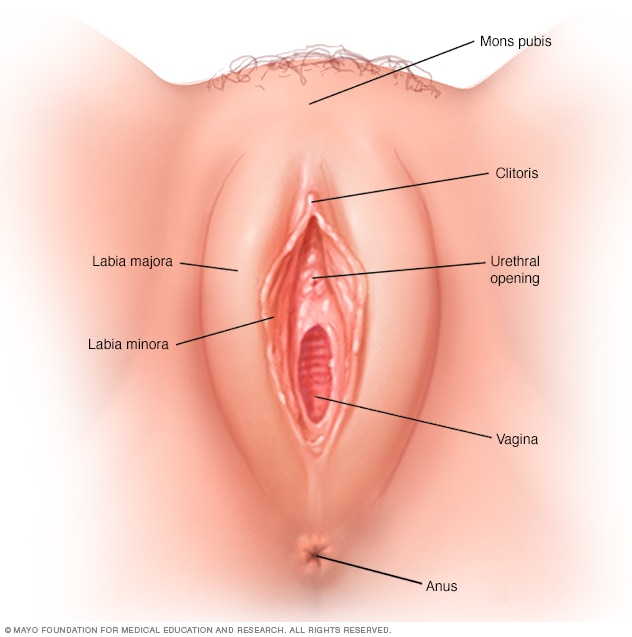 Mons pubis
Clitoris
Labia majora
Urethral
opening
Labia minora
Vagina
Anus
© MAYO FOUNDATION FOR MEDICAL EDUCATION AND RESEARCH. ALL RIGHTS RESERVED.